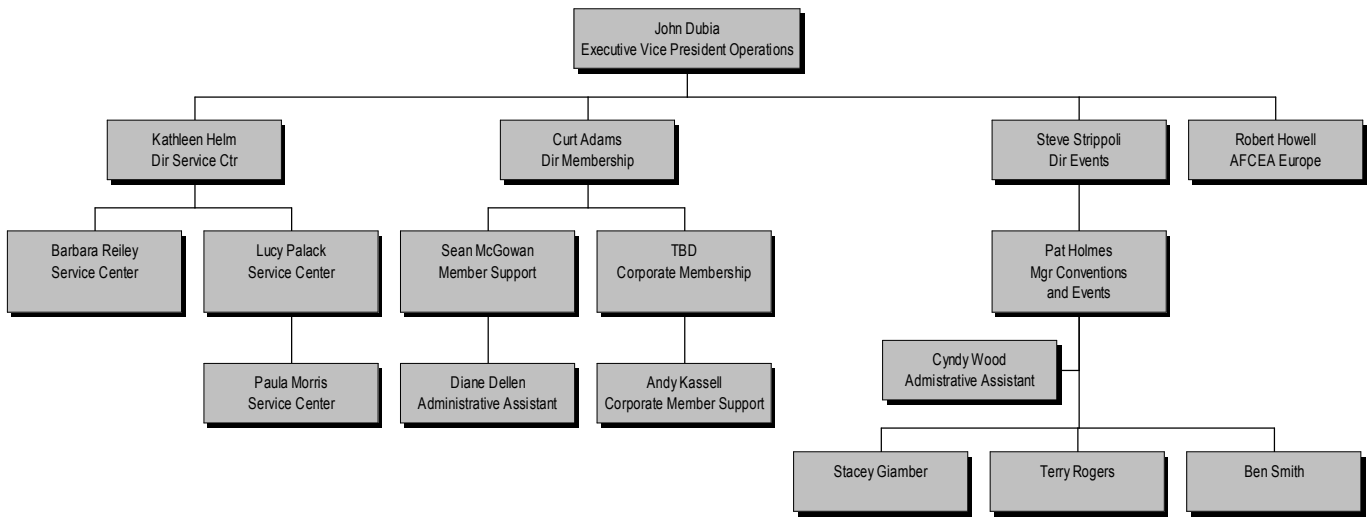 John Dubia
Executive Vice President Operations
Kathleen Helm
Dir Service Ctr
Curt Adams
Dir Membership
Steve Strippoli
Dir Events
Robert Howell
AFCEA Europe
Barbara Reiley
Service Center
Lucy Palack
Service Center
Sean McGowan
Member Support
TBD
Corporate Membership
Pat Holmes
Mgr Conventions
and Events
Cyndy Wood
Admistrative Assistant
Paula Morris
Service Center
Diane Dellen
Administrative Assistant
Andy Kassell
Corporate Member Support
Stacey Giamber
Terry Rogers
Ben Smith